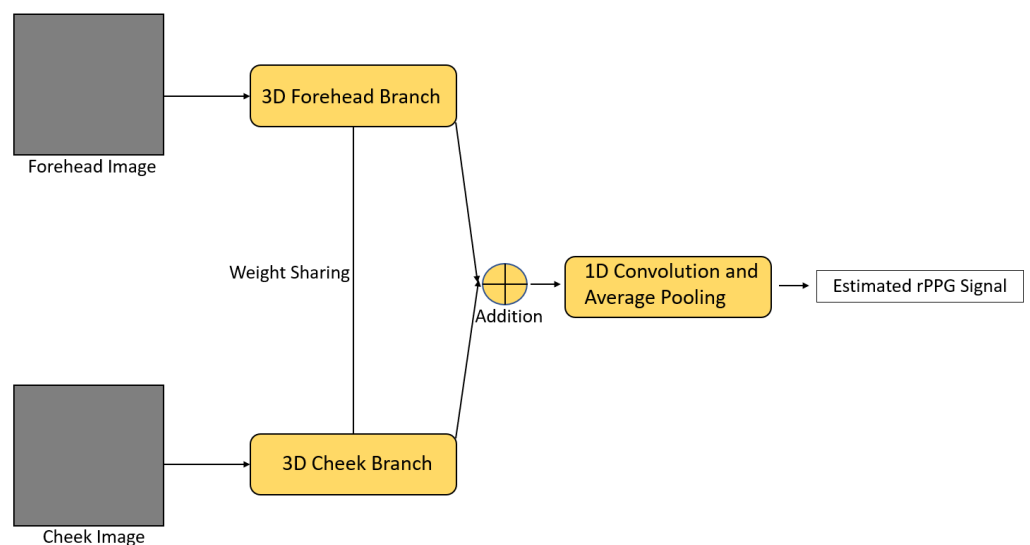 3D Forehead Branch
Forehead Image
Weight Sharing
1D Convolution and
Average Pooling
Estimated rPPG Signal
Addition
3D Cheek Branch
Cheek Image